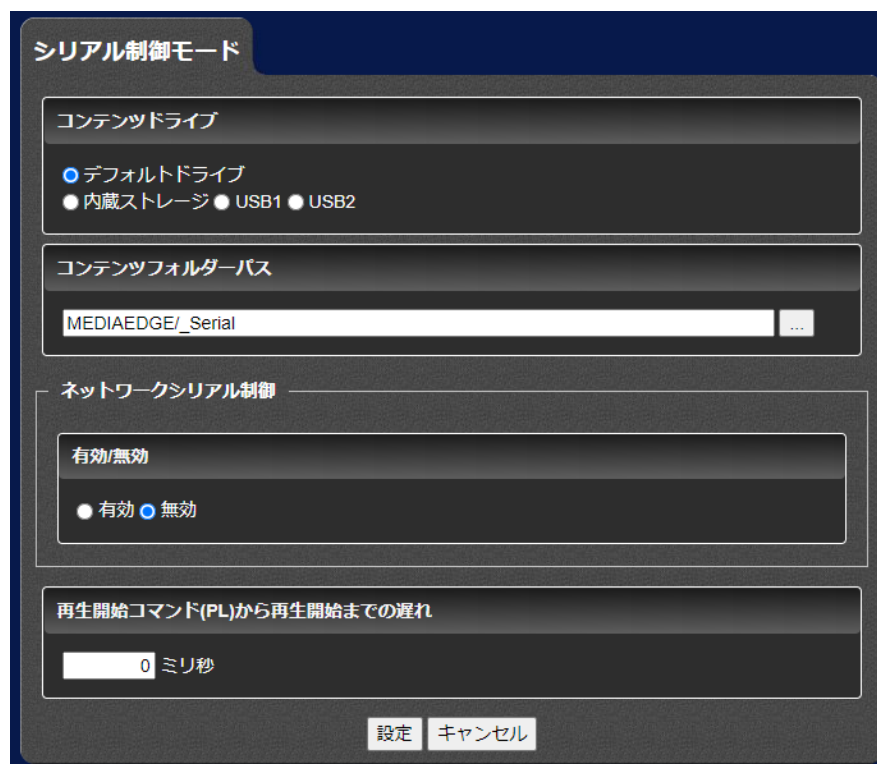 シリアル制御モード
コンテンツドライブ
デフォルトドライブ
内蔵ストレージ USB1 USB2
コンテンツフォルダーパス
MEDIAEDGE/_Serial ...
ネットワークシリアル制御
有効/無効
有効 無効
再生開始コマンド(PL)から再生開始までの遅れ
0 ミリ秒
設定 キャンセル